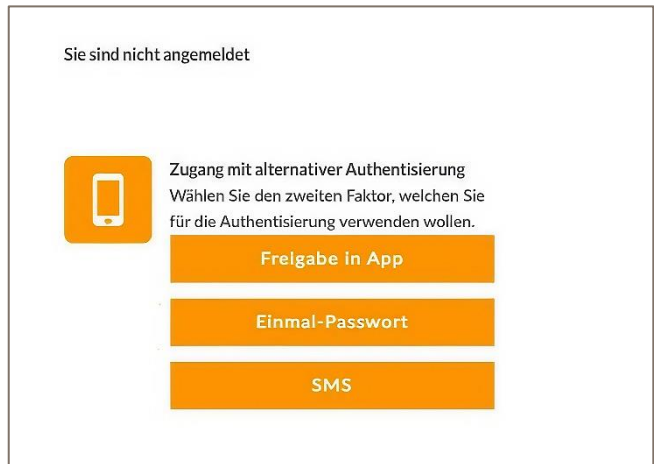 Sie sind nicht angemeldet
Zugang mit alternativer Authentisierung
Wählen Sie den zweiten Faktor, welchen Sie
für die Authentisierung verwenden wollen.
Freigabe in App
Einmal-Passwort
SMS